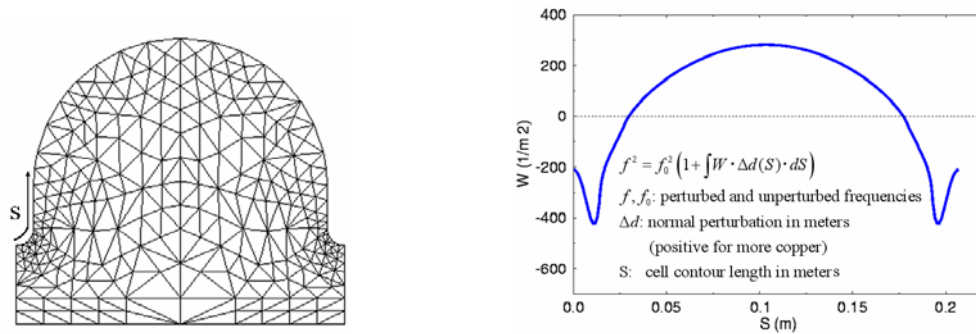 S
400
200
0
-200
-400
-600
W (1/m 2)
f² = f₀²(1+∫W·Δd(S)·dS)
f, f₀: perturbed and unperturbed frequencies
Δd: normal perturbation in meters
(positive for more copper)
S: cell contour length in meters
0.0 0.05 0.1 0.15 0.2
S (m)